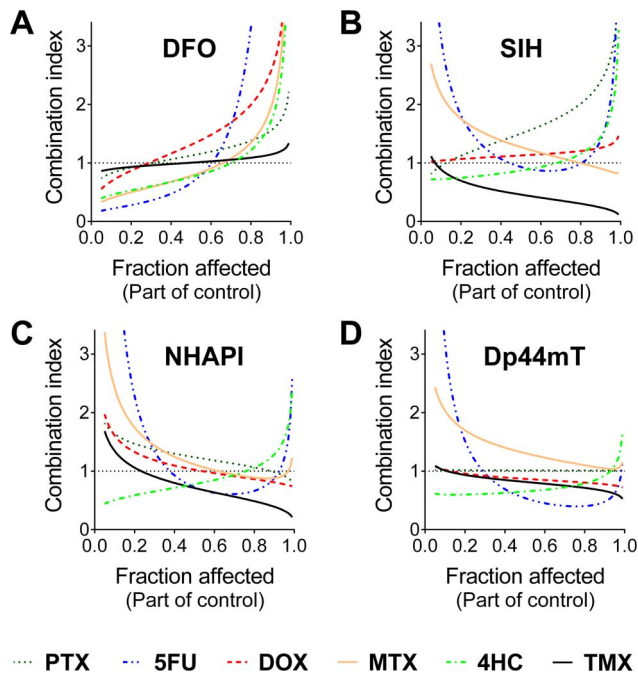 A
DFO
Combination index
3
2
1
0
0.0 0.2 0.4 0.6 0.8 1.0
Fraction affected
(Part of control)
B
SIH
Combination index
3
2
1
0
0.0 0.2 0.4 0.6 0.8 1.0
Fraction affected
(Part of control)
C
NHAPI
Combination index
3
2
1
0
0.0 0.2 0.4 0.6 0.8 1.0
Fraction affected
(Part of control)
D
Dp44mT
Combination index
3
2
1
0
0.0 0.2 0.4 0.6 0.8 1.0
Fraction affected
(Part of control)
PTX 5FU DOX MTX 4HC TMX